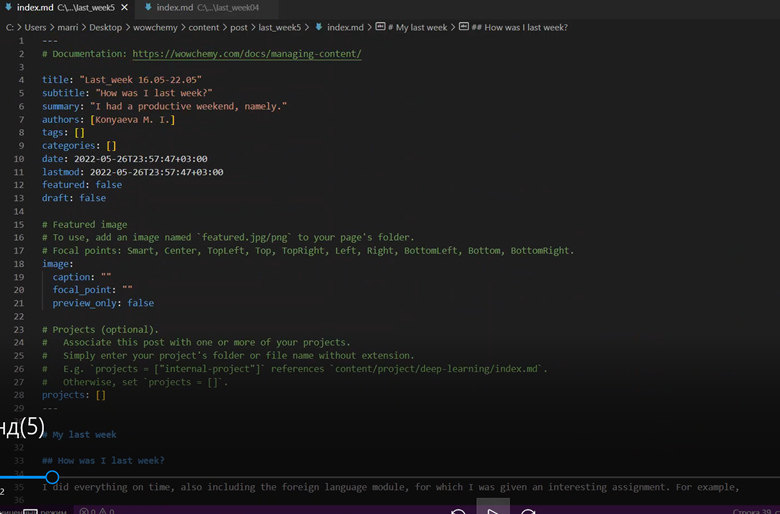 index.md C:\...\last_week5 index.md C:\...\last_week04
C: > Users > marri > Desktop > wowchemy > content > post > last_week5 > index.md > # My last week > ## How was I last week?
1 ---
2 # Documentation: https://wowchemy.com/docs/managing-content/
3
4 title: "Last_week 16.05-22.05"
5 subtitle: "How was I last week?"
6 summary: "I had a productive weekend, namely."
7 authors: [Konyaeva M. I.]
8 tags: []
9 categories: []
10 date: 2022-05-26T23:57:47+03:00
11 lastmod: 2022-05-26T23:57:47+03:00
12 featured: false
13 draft: false
14
15 # Featured image
16 # To use, add an image named `featured.jpg/png` to your page's folder.
17 # Focal points: Smart, Center, TopLeft, Top, TopRight, Left, Right, BottomLeft, Bottom, BottomRight.
18 image:
19 caption: ""
20 focal_point: ""
21 preview_only: false
22
23 # Projects (optional).
24 # Associate this post with one or more of your projects.
25 # Simply enter your project's folder or file name without extension.
26 # E.g. `projects = ["internal-project"]` references `content/project/deep-learning/index.md`.
27 # Otherwise, set `projects = []`.
28 projects: []
29 ---
нд(5)
# My last week
32
33 ## How was I last week?
34
35 I did everything on time, also including the foreign language module, for which I was given an interesting assignment. For example,
2
36
режим 0 0 Строка 39,